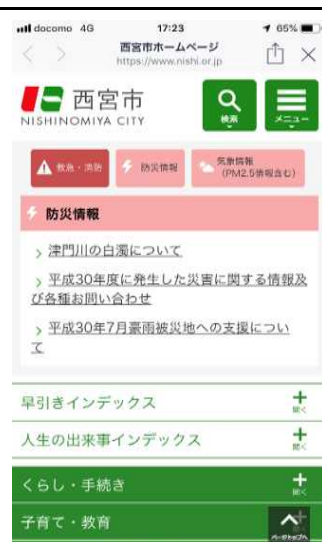 docomo 4G 17:23 65%
西宮市ホームページ
https://www.nishi.or.jp
西宮市
NISHINOMIYA CITY
検索
メニュー
救急・消防
防災情報
気象情報
(PM2.5情報含む)
防災情報
津門川の白濁について
平成30年度に発生した災害に関する情報及
び各種お問い合わせ
平成30年7月豪雨被災地への支援につい
て
早引きインデックス
開く
人生の出来事インデックス
開く
くらし・手続き
開く
子育て・教育
ページトップへ